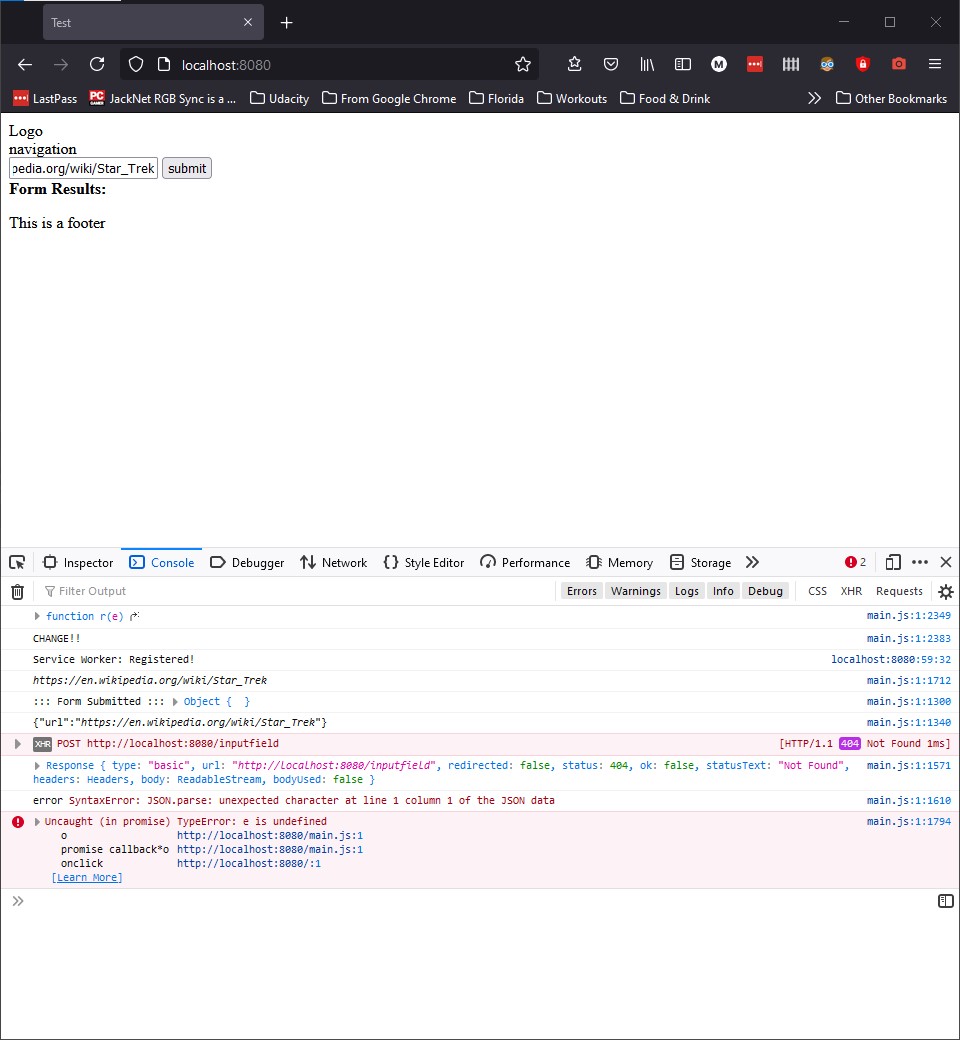 Test
localhost:8080
LastPass PC GAMER JackNet RGB Sync is a ... Udacity From Google Chrome Florida Workouts Food & Drink Other Bookmarks
Logo
navigation
pedia.org/wiki/Star_Trek submit
Form Results:
This is a footer
Inspector Console Debugger Network Style Editor Performance Memory Storage 2
Filter Output Errors Warnings Logs Info Debug CSS XHR Requests
function r(e) main.js:1:2349
CHANGE!! main.js:1:2383
Service Worker: Registered! localhost:8080:59:32
https://en.wikipedia.org/wiki/Star_Trek main.js:1:1712
::: Form Submitted ::: Object { } main.js:1:1300
{"url":"https://en.wikipedia.org/wiki/Star_Trek"} main.js:1:1340
XHR POST http://localhost:8080/inputfield [HTTP/1.1 404 Not Found 1ms]
Response { type: "basic", url: "http://localhost:8080/inputfield", redirected: false, status: 404, ok: false, statusText: "Not Found", main.js:1:1571
headers: Headers, body: ReadableStream, bodyUsed: false }
error SyntaxError: JSON.parse: unexpected character at line 1 column 1 of the JSON data main.js:1:1610
Uncaught (in promise) TypeError: e is undefined main.js:1:1794
o http://localhost:8080/main.js:1
promise callback*o http://localhost:8080/main.js:1
onclick http://localhost:8080/:1
[Learn More]